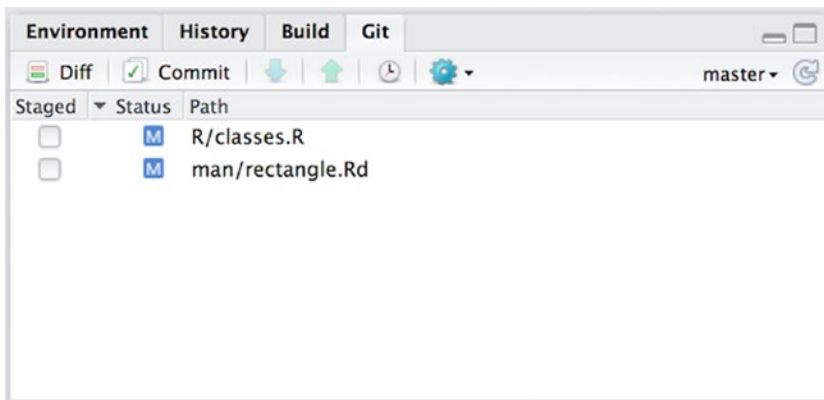 Environment History Build Git
Diff Commit master
Staged Status Path
M R/classes.R
M man/rectangle.Rd